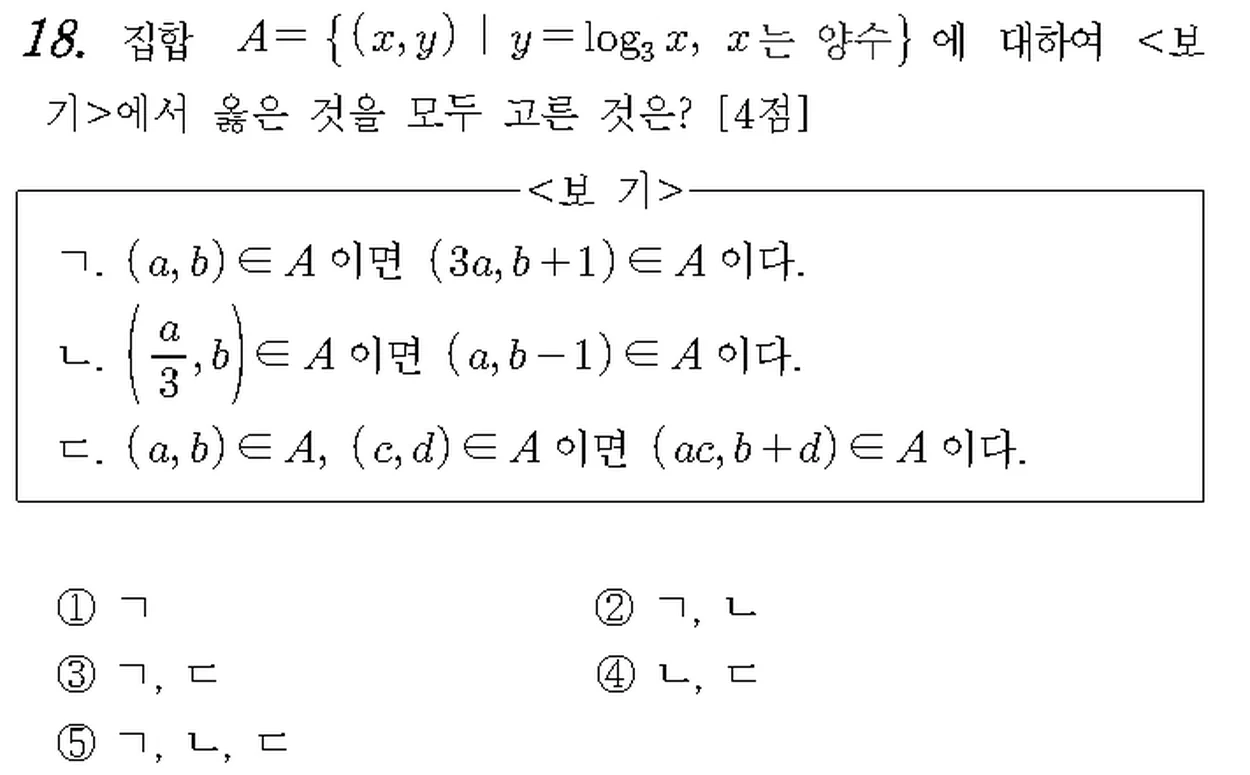 18. 집합 A= {(x, y) | y=log₃ x, x는 양수} 에 대하여 <보
기>에서 옳은 것을 모두 고른 것은? [4점]
<보 기>
ㄱ. (a, b)∈A 이면 (3a, b+1)∈A 이다.
ㄴ. (a/3, b)∈A 이면 (a, b-1)∈A 이다.
ㄷ. (a, b)∈A, (c, d)∈A 이면 (ac, b+d)∈A 이다.
① ㄱ ② ㄱ, ㄴ
③ ㄱ, ㄷ ④ ㄴ, ㄷ
⑤ ㄱ, ㄴ, ㄷ